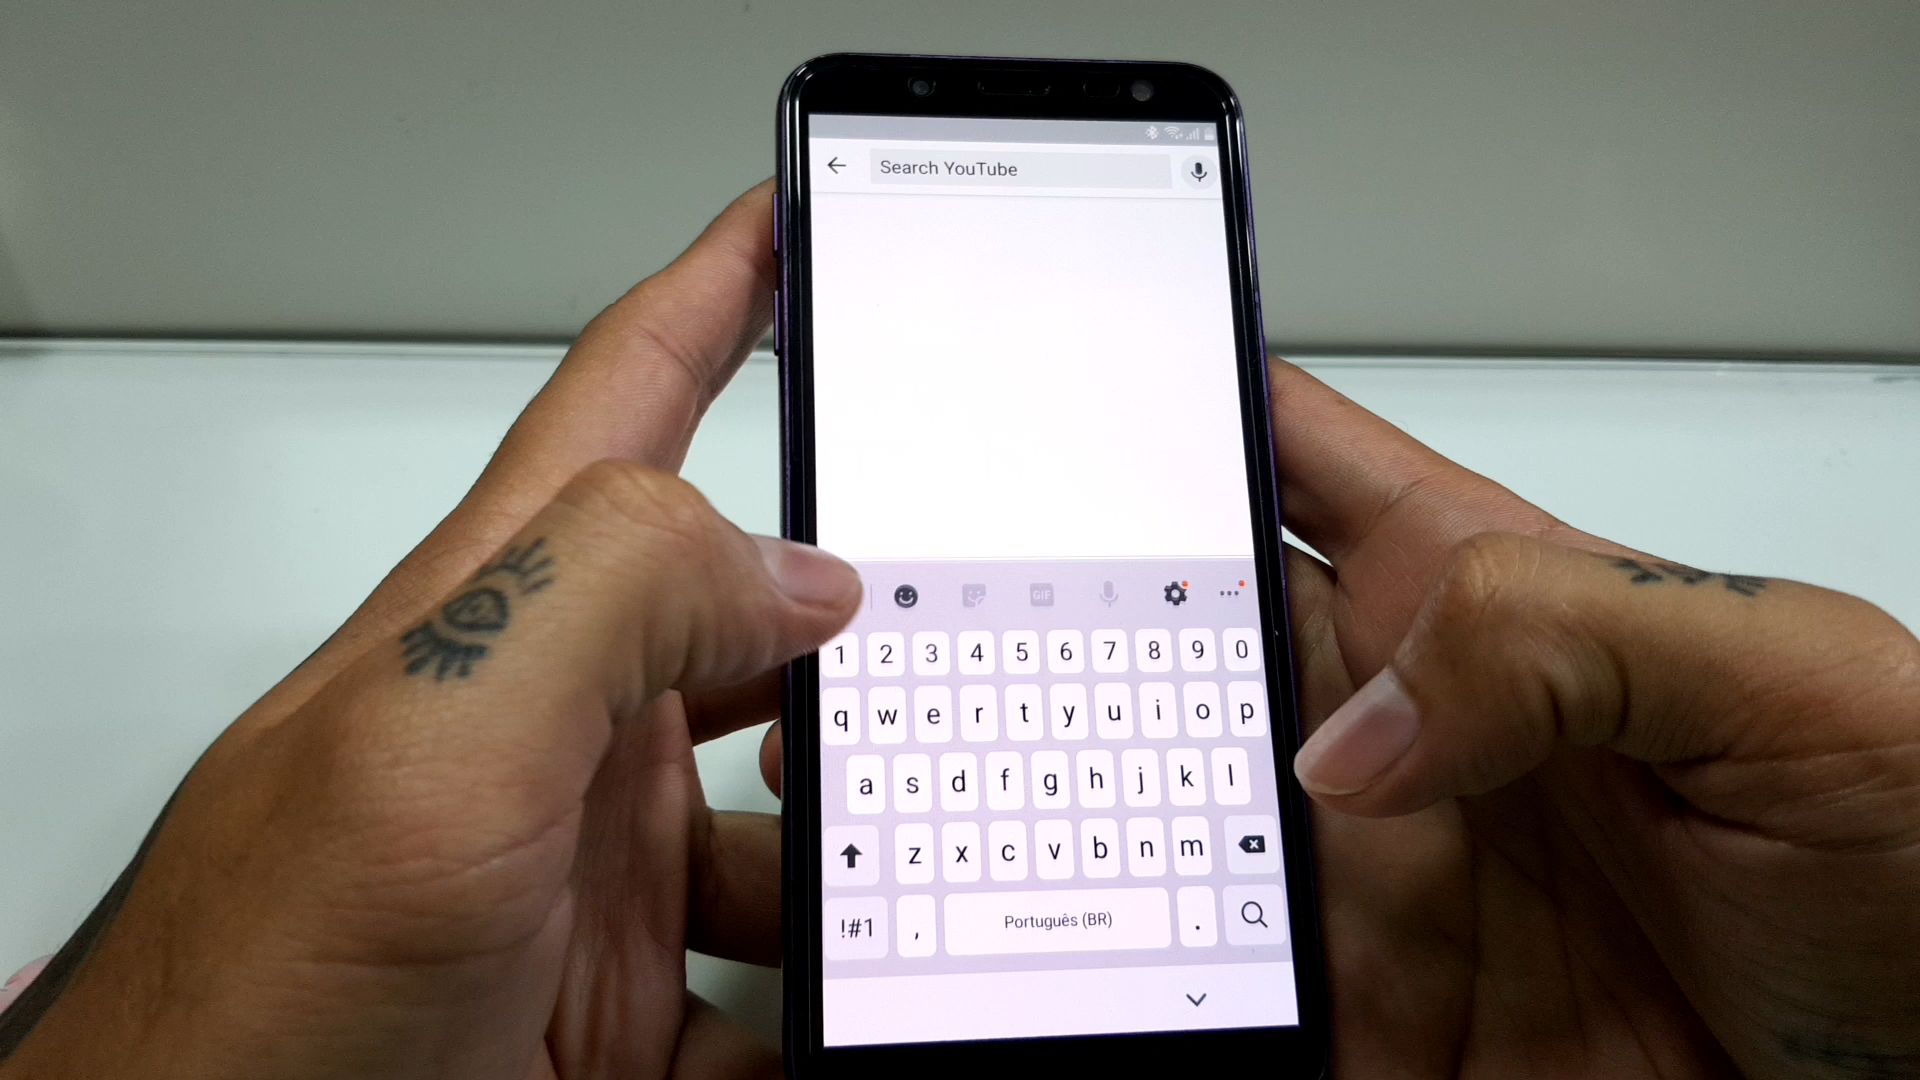 Search YouTube
GIF
1 2 3 4 5 6 7 8 9 0
q w e r t y u i o p
a s d f g h j k l
z x c v b n m
!#1 , Português (BR) .